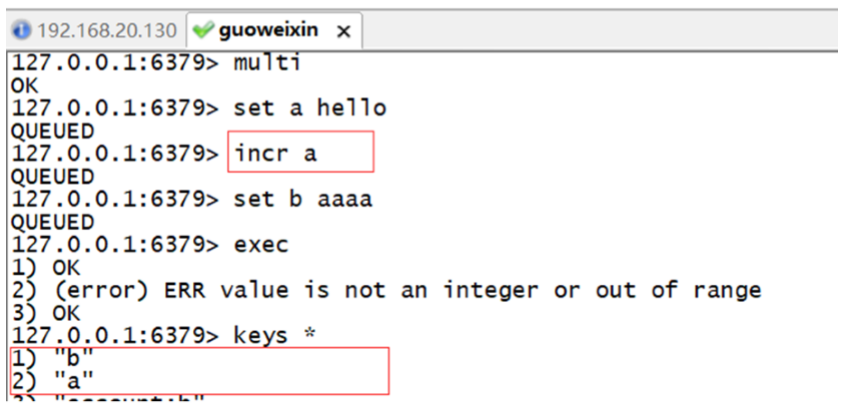 192.168.20.130 guoweixin x
127.0.0.1:6379> multi
OK
127.0.0.1:6379> set a hello
QUEUED
127.0.0.1:6379> incr a
QUEUED
127.0.0.1:6379> set b aaaa
QUEUED
127.0.0.1:6379> exec
1) OK
2) (error) ERR value is not an integer or out of range
3) OK
127.0.0.1:6379> keys *
1) "b"
2) "a"